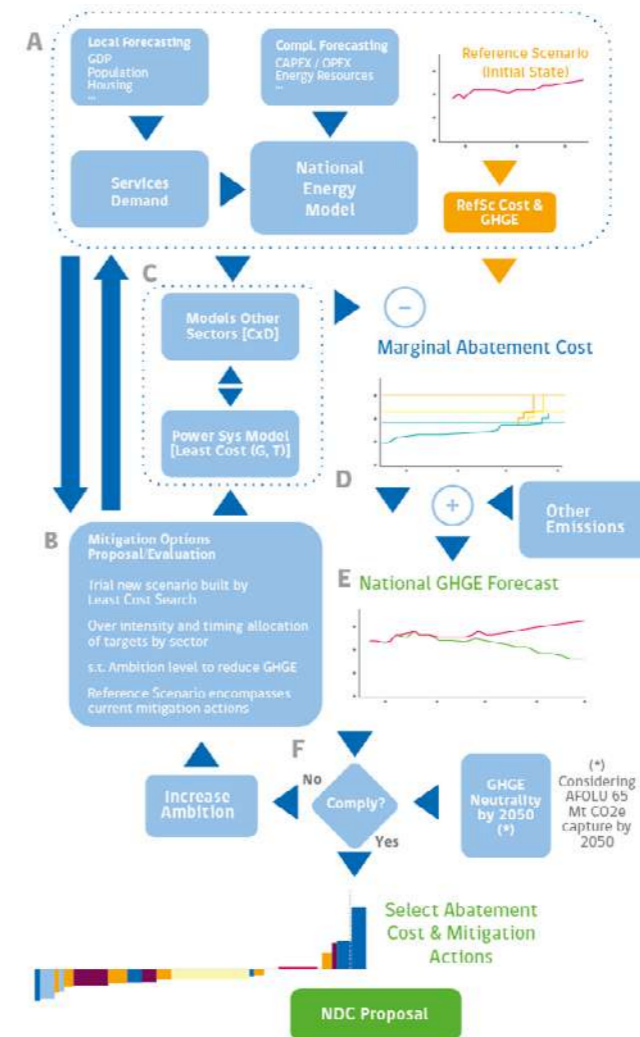 A
Local Forecasting
GDP
Population
Housing
...
Compl. Forecasting
CAPEX / OPEX
Energy Resources
...
Reference Scenario
(Initial State)
Services
Demand
National
Energy
Model
RefSc Cost &
GHGE
C
Models Other
Sectors [CxD]
−
Marginal Abatement Cost
Power Sys Model
[Least Cost (G, T)]
D
+
Other
Emissions
B
Mitigation Options
Proposal/Evaluation
Trial new scenario built by
Least Cost Search
Over intensity and timing allocation
of targets by sector
s.t. Ambition level to reduce GHGE
Reference Scenario encompasses
current mitigation actions
E
National GHGE Forecast
F
No
Increase
Ambition
Comply?
Yes
GHGE
Neutrality
by 2050
(*)
(*)
Considering
AFOLU 65
Mt CO2e
capture by
2050
Select Abatement
Cost & Mitigation
Actions
NDC Proposal